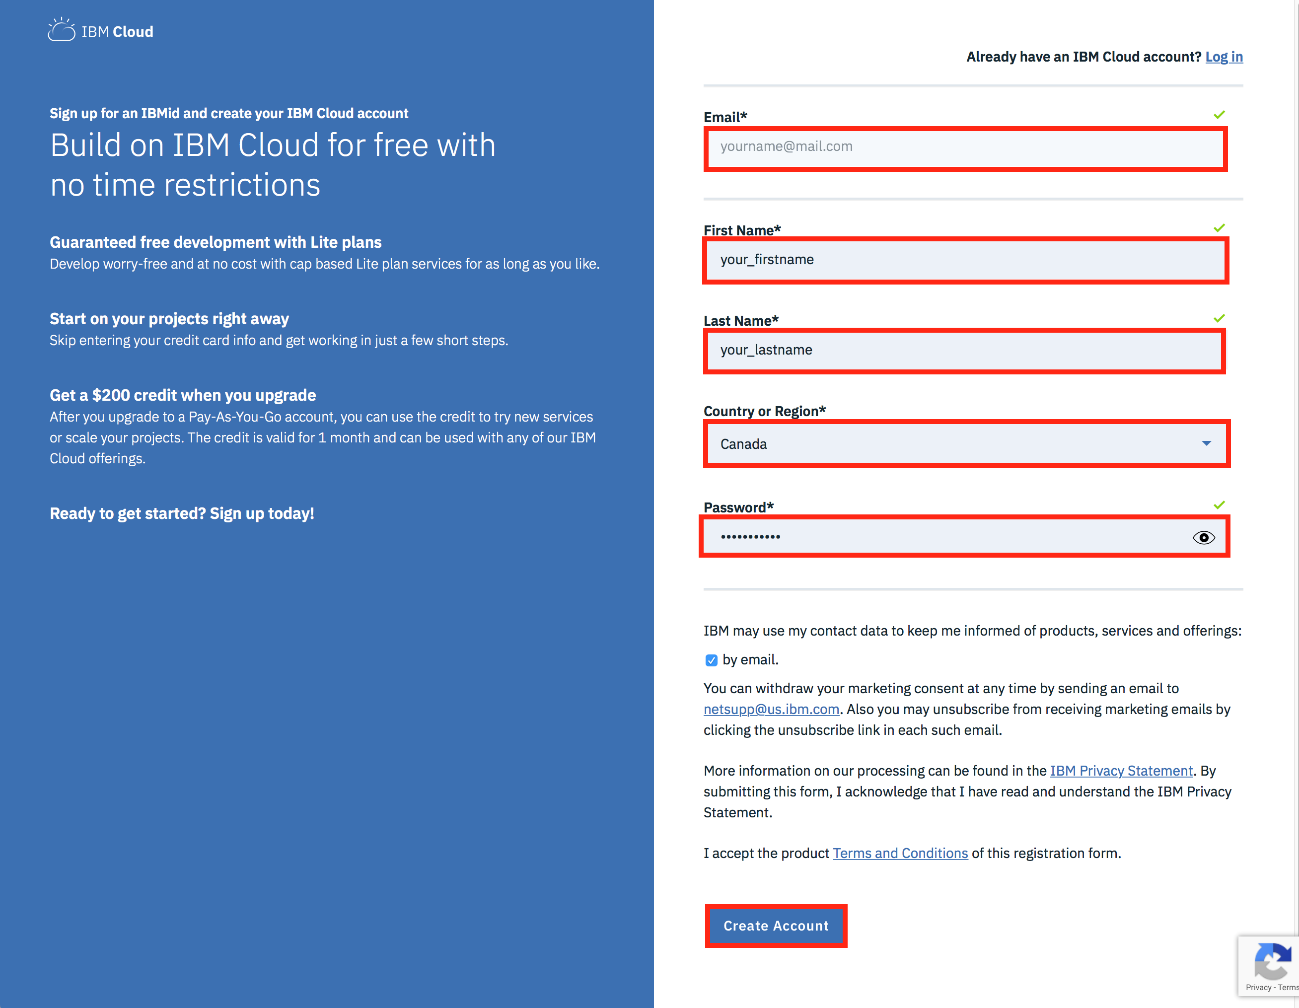 IBM Cloud
Sign up for an IBMid and create your IBM Cloud account
Build on IBM Cloud for free with
no time restrictions
Guaranteed free development with Lite plans
Develop worry-free and at no cost with cap based Lite plan services for as long as you like.
Start on your projects right away
Skip entering your credit card info and get working in just a few short steps.
Get a $200 credit when you upgrade
After you upgrade to a Pay-As-You-Go account, you can use the credit to try new services
or scale your projects. The credit is valid for 1 month and can be used with any of our IBM
Cloud offerings.
Ready to get started? Sign up today!
Already have an IBM Cloud account? Log in
Email*
yourname@mail.com
First Name*
your_firstname
Last Name*
your_lastname
Country or Region*
Canada
Password*
•••••••••••
IBM may use my contact data to keep me informed of products, services and offerings:
by email.
You can withdraw your marketing consent at any time by sending an email to
netsupp@us.ibm.com. Also you may unsubscribe from receiving marketing emails by
clicking the unsubscribe link in each such email.
More information on our processing can be found in the IBM Privacy Statement. By
submitting this form, I acknowledge that I have read and understand the IBM Privacy
Statement.
I accept the product Terms and Conditions of this registration form.
Create Account
Privacy - Terms